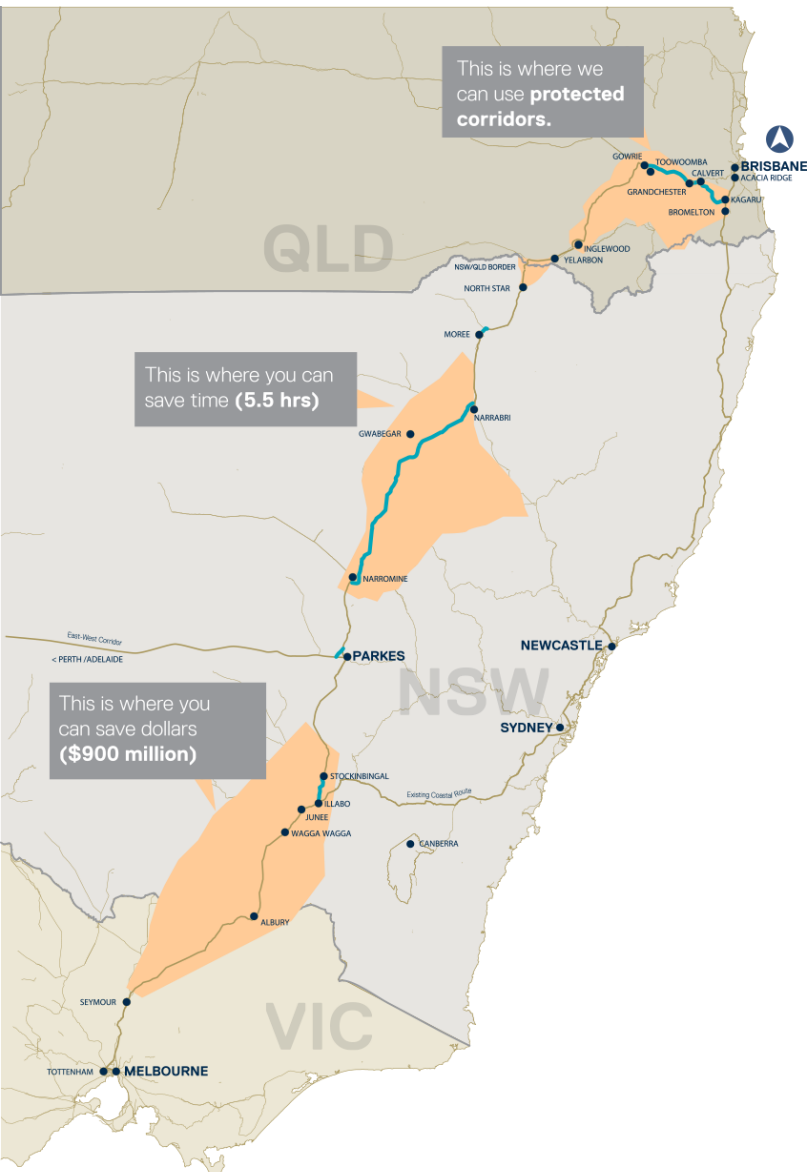 This is where we
can use protected
corridors.
GOWRIE
TOOWOOMBA
CALVERT
GRANDCHESTER
BRISBANE
ACACIA RIDGE
KAGARU
BROMELTON
QLD
INGLEWOOD
YELARBON
NSW/QLD BORDER
NORTH STAR
MOREE
This is where you can
save time (5.5 hrs)
NARRABRI
GWABEGAR
NARROMINE
East-West Corridor
< PERTH /ADELAIDE
PARKES
NEWCASTLE
NSW
SYDNEY
This is where you
can save dollars
($900 million)
STOCKINBINGAL
Existing Coastal Route
ILLABO
JUNEE
WAGGA WAGGA
CANBERRA
ALBURY
SEYMOUR
VIC
TOTTENHAM
MELBOURNE